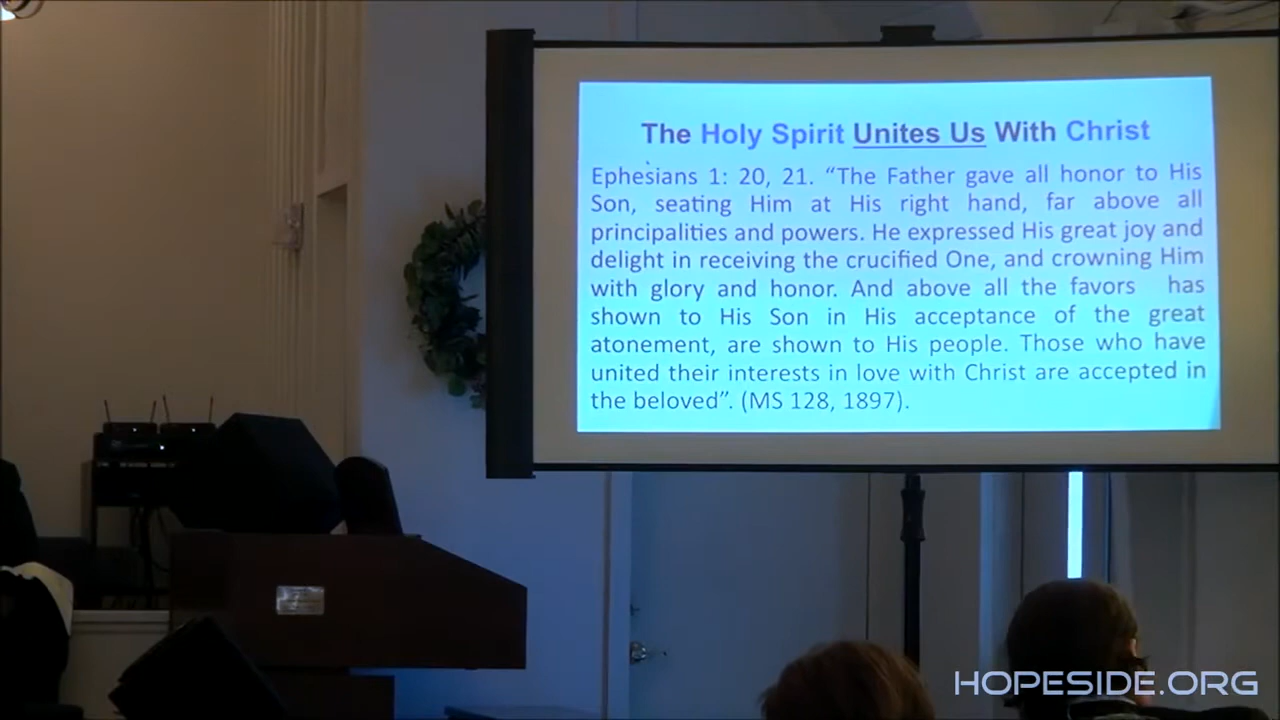 The Holy Spirit Unites Us With Christ
Ephesians 1: 20, 21. “The Father gave all honor to His
Son, seating Him at His right hand, far above all
principalities and powers. He expressed His great joy and
delight in receiving the crucified One, and crowning Him
with glory and honor. And above all the favors has
shown to His Son in His acceptance of the great
atonement, are shown to His people. Those who have
united their interests in love with Christ are accepted in
the beloved”. (MS 128, 1897).
HOPESIDE.ORG